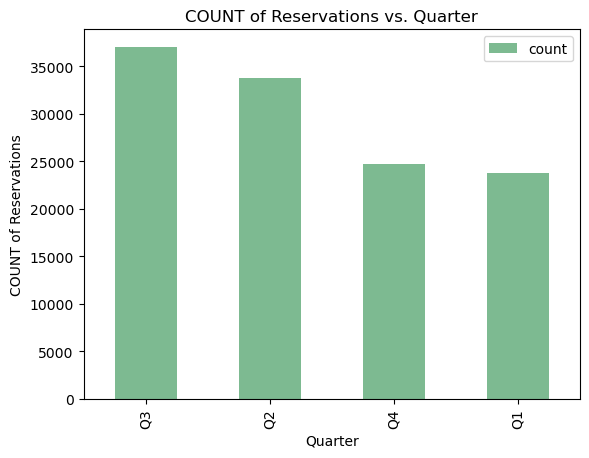 COUNT of Reservations vs. Quarter
count
COUNT of Reservations
35000
30000
25000
20000
15000
10000
5000
0
Q3
Q2
Q4
Q1
Quarter